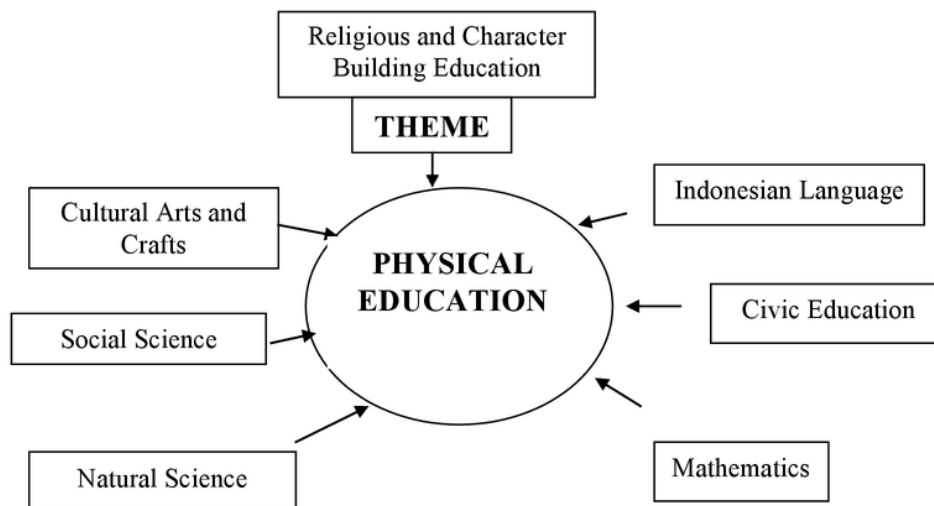 Religious and Character
Building Education
THEME
Indonesian Language
Cultural Arts and
Crafts
PHYSICAL
EDUCATION
Civic Education
Social Science
Mathematics
Natural Science